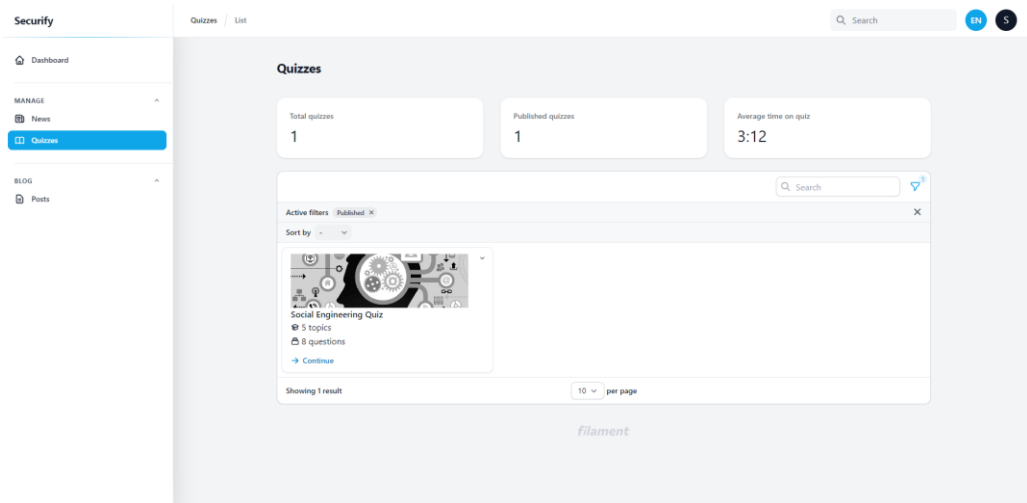 Securify
Quizzes / List
Search
EN
S
Dashboard
MANAGE
News
Quizzes
BLOG
Posts
Quizzes
Total quizzes
1
Published quizzes
1
Average time on quiz
3:12
Search
1
Active filters Published ×
Sort by -
Social Engineering Quiz
5 topics
8 questions
→ Continue
Showing 1 result
10 per page
filament